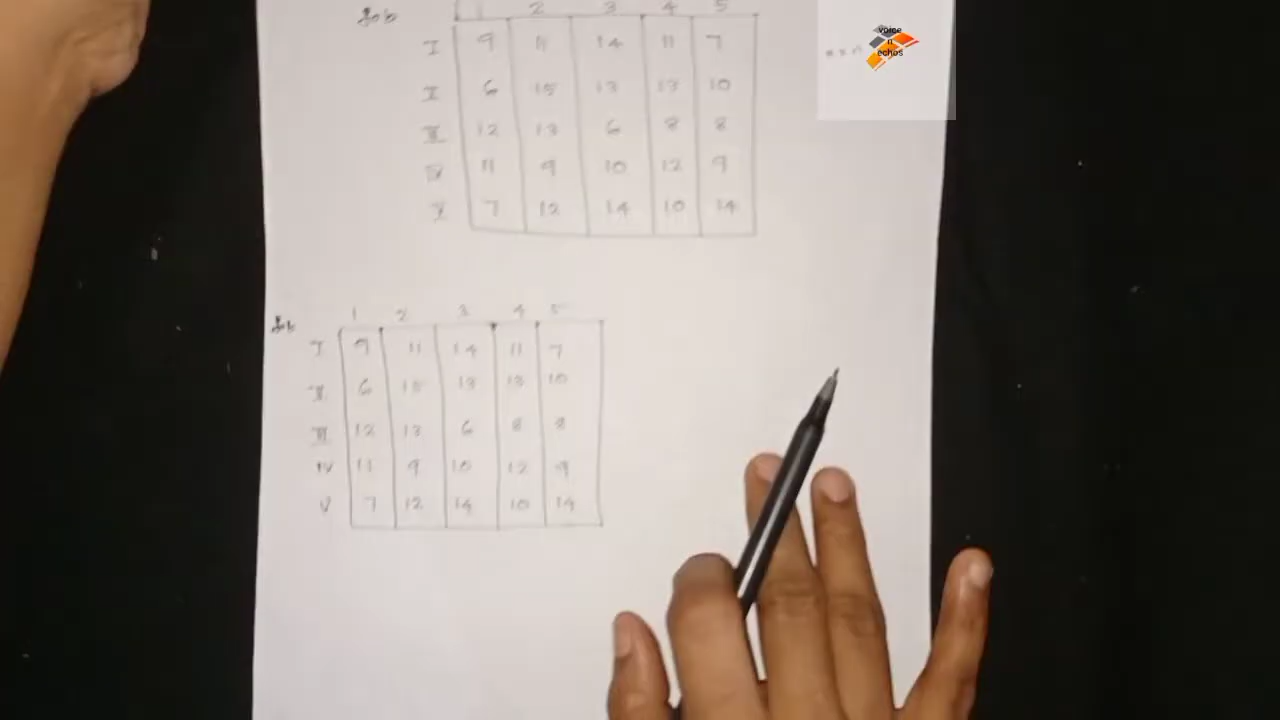 Job 1 2 3 4 5
I 9 11 14 11 7
I 6 15 13 13 10
III 12 13 6 8 8
IV 11 9 10 12 9
V 7 12 14 10 14
voice
n
echos
Job 1 2 3 4 5
I 9 11 14 11 7
II 6 15 13 13 10
III 12 13 6 8 8
IV 11 9 10 12 9
V 7 12 14 10 14